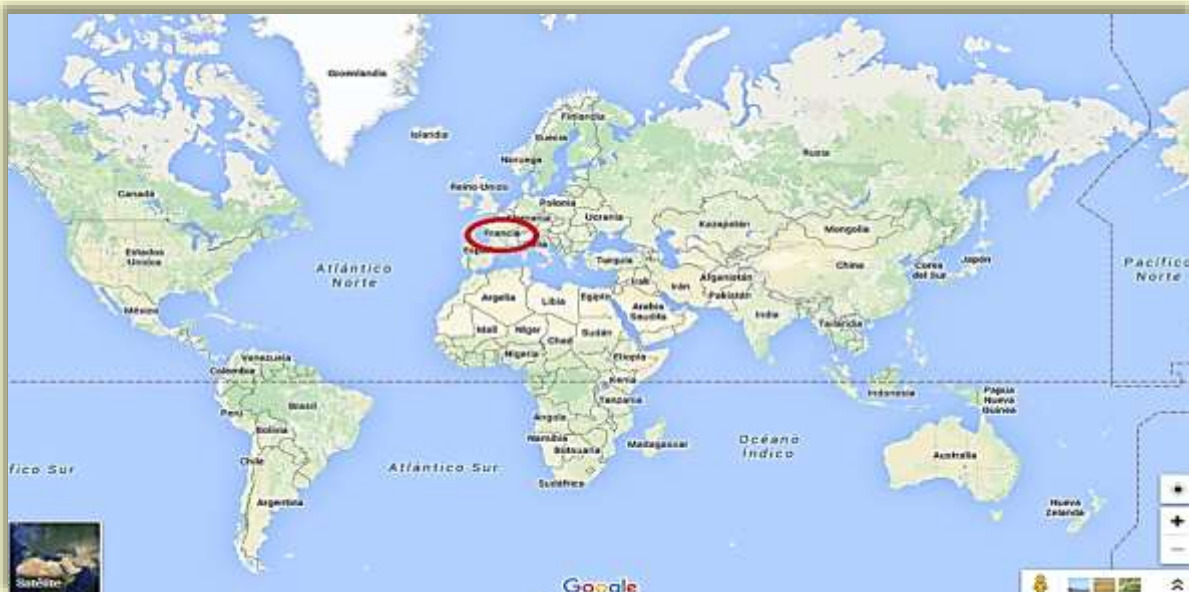 Groenlandia
Islandia
Finlandia
Suecia
Noruega
Rusia
Canadá
Reino Unido
Polonia
Alemania
Ucrania
Francia
Kazajistán
Mongolia
Estados
Unidos
Atlántico
Norte
Turquía
Afganistán
China
Corea
del Sur
Japón
Pacífico
Norte
Irak
Irán
Pakistán
Argelia
Libia
Egipto
Arabia
Saudita
India
México
Mali
Níger
Chad
Sudán
Tailandia
Nigeria
Etiopía
Venezuela
Colombia
Kenia
Tanzania
Indonesia
Papúa
Nueva
Guinea
Perú
Brasil
Bolivia
Angola
Namibia
Botsuana
Madagascar
Océano
Índico
Australia
fico Sur
Chile
Atlántico Sur
Sudáfrica
Argentina
Nueva
Zelanda
Satélite
Google